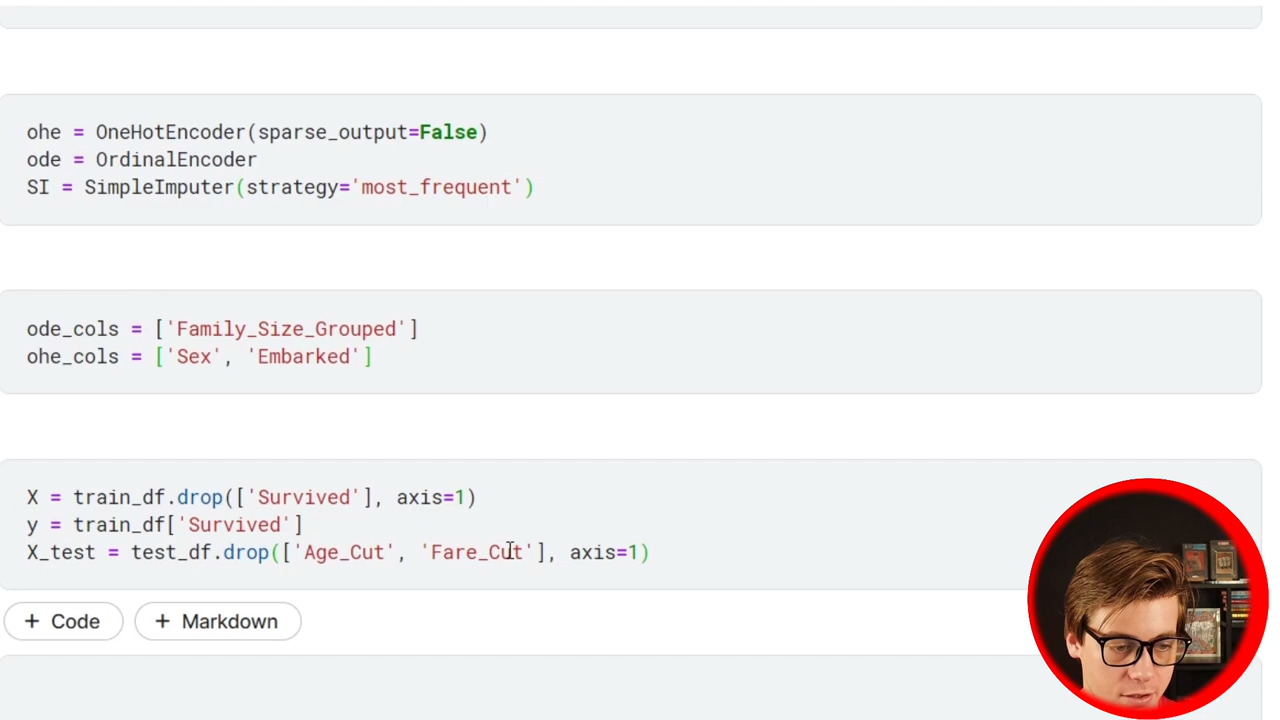 ohe = OneHotEncoder(sparse_output=False)
ode = OrdinalEncoder
SI = SimpleImputer(strategy='most_frequent')
ode_cols = ['Family_Size_Grouped']
ohe_cols = ['Sex', 'Embarked']
X = train_df.drop(['Survived'], axis=1)
y = train_df['Survived']
X_test = test_df.drop(['Age_Cut', 'Fare_Cut'], axis=1)
+ Code + Markdown